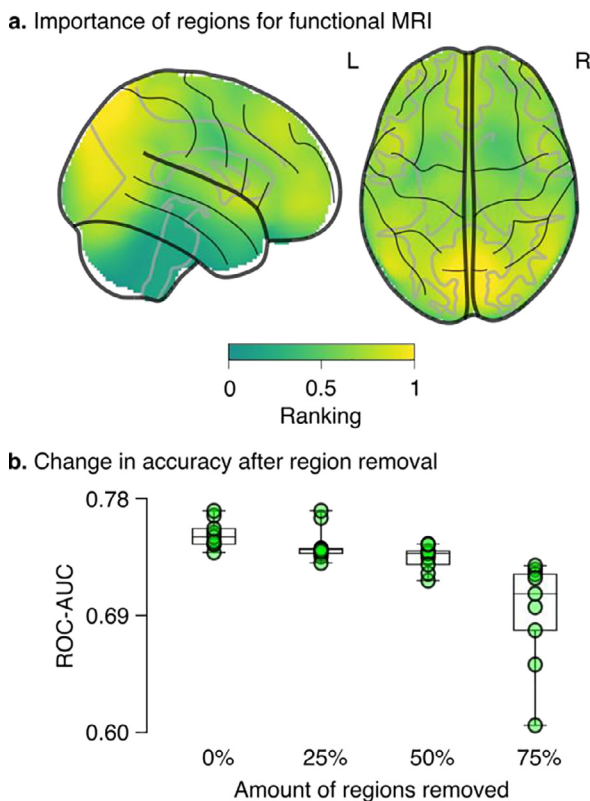 a. Importance of regions for functional MRI
L
R
0
0.5
1
Ranking
b. Change in accuracy after region removal
0.78
0.69
0.60
ROC-AUC
0%
25%
50%
75%
Amount of regions removed